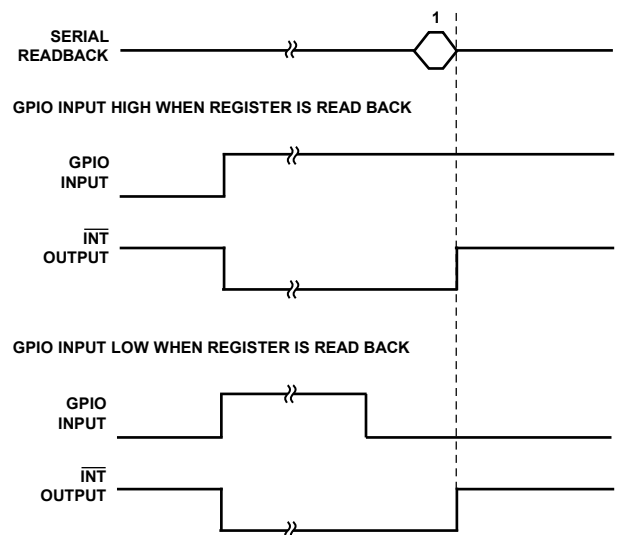 1
SERIAL
READBACK
GPIO INPUT HIGH WHEN REGISTER IS READ BACK
GPIO
INPUT
INT
OUTPUT
GPIO INPUT LOW WHEN REGISTER IS READ BACK
GPIO
INPUT
INT
OUTPUT